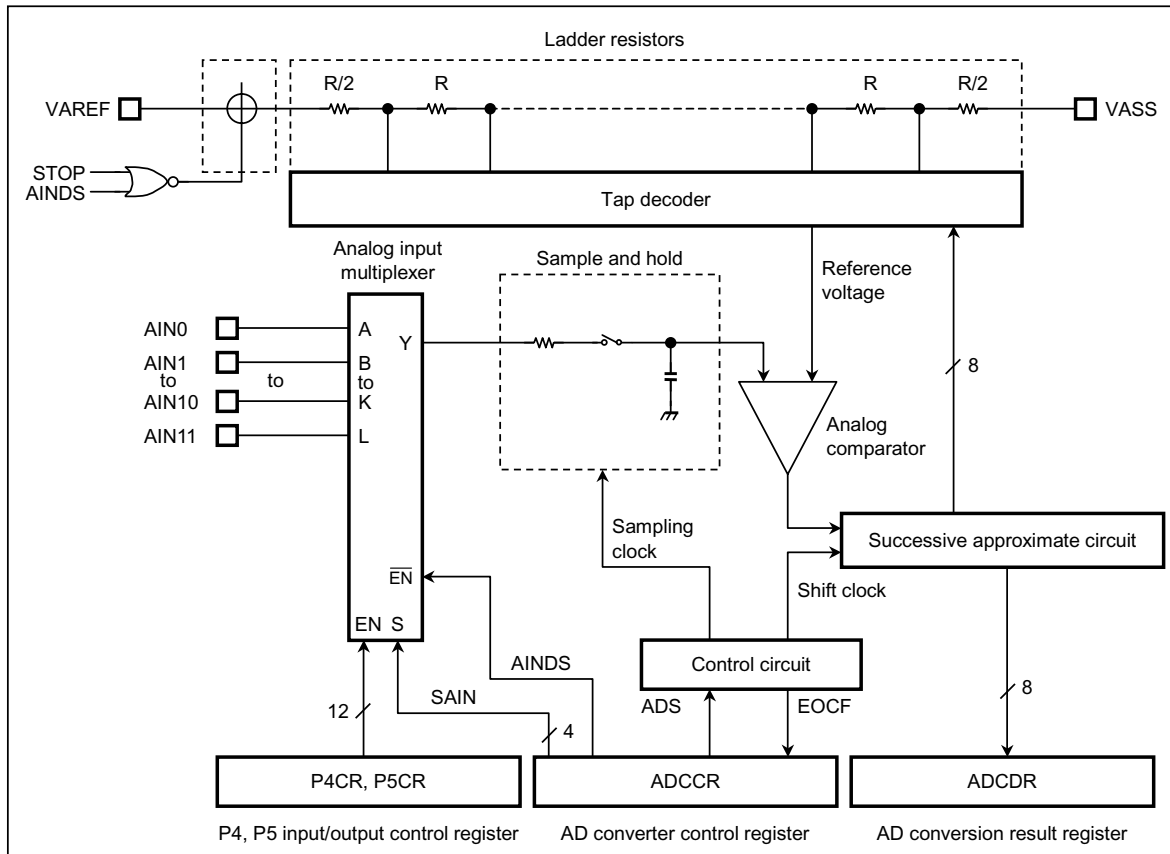 Ladder resistors
R/2
R
R
R/2
VAREF
VASS
STOP
AINDS
Tap decoder
Analog input
multiplexer
Sample and hold
Reference
voltage
AIN0
A
Y
AIN1
B
to
to
to
AIN10
K
AIN11
L
8
Analog
comparator
Sampling
clock
Successive approximate circuit
EN
Shift clock
EN S
AINDS
Control circuit
SAIN
ADS
EOCF
8
12
4
P4CR, P5CR
ADCCR
ADCDR
P4, P5 input/output control register
AD converter control register
AD conversion result register